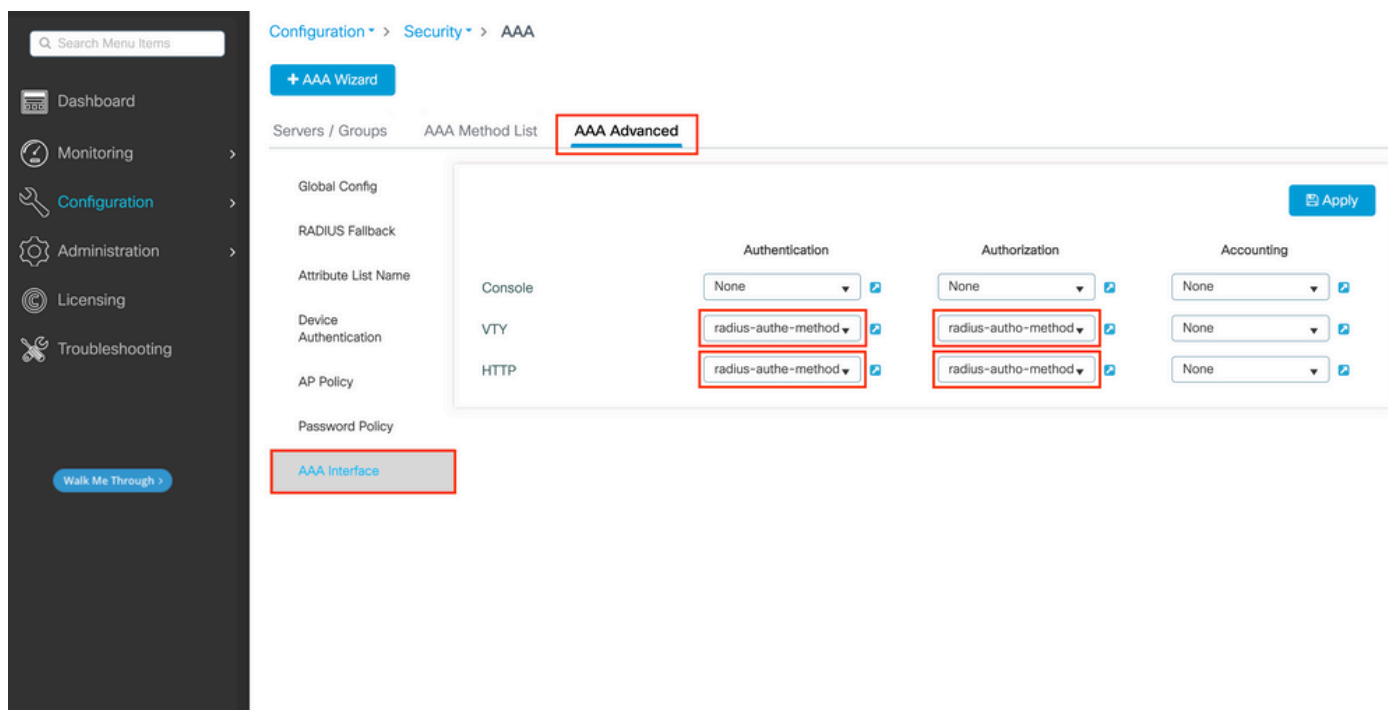 Search Menu Items
Dashboard
Monitoring
Configuration
Administration
Licensing
Troubleshooting
Walk Me Through >
Configuration > Security > AAA
+ AAA Wizard
Servers / Groups AAA Method List AAA Advanced
Global Config
RADIUS Fallback
Attribute List Name
Device
Authentication
AP Policy
Password Policy
AAA Interface
Apply
Authentication Authorization Accounting
Console None None None
VTY radius-authe-method radius-autho-method None
HTTP radius-authe-method radius-autho-method None